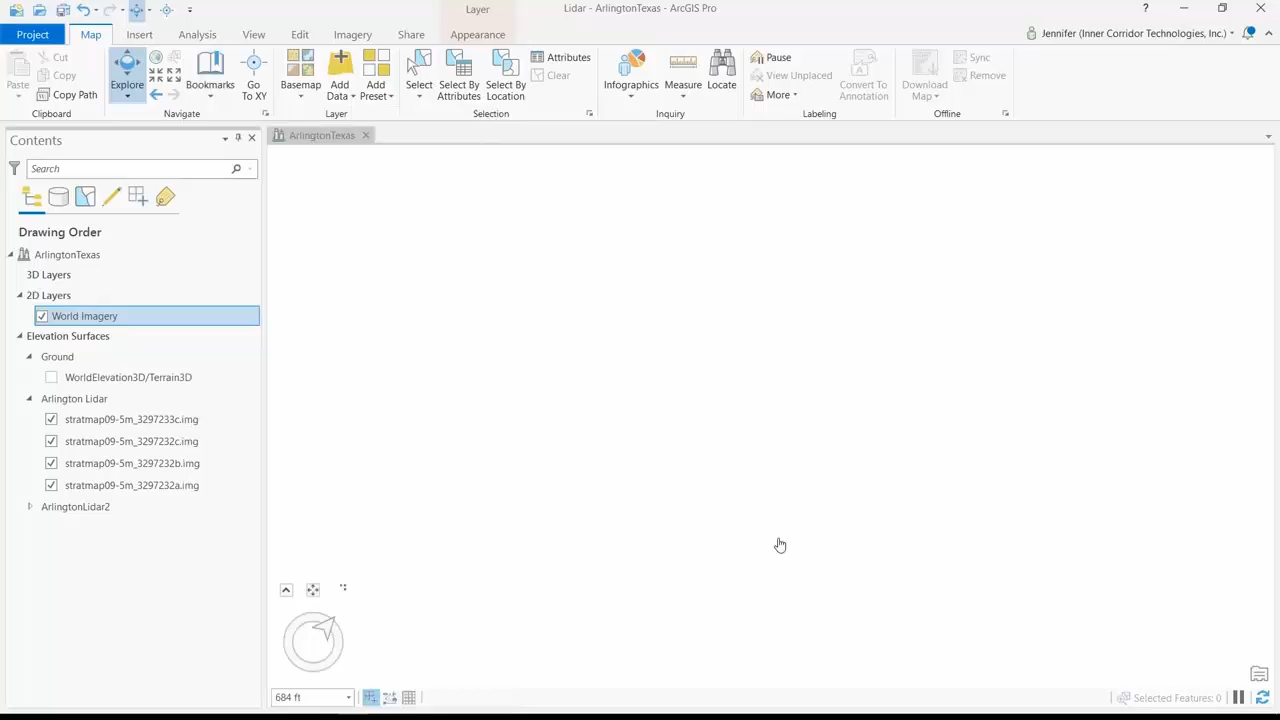 Layer
Lidar - ArlingtonTexas - ArcGIS Pro
?
Project
Map
Insert
Analysis
View
Edit
Imagery
Share
Appearance
Jennifer (Inner Corridor Technologies, Inc.)
Paste
Cut
Copy
Copy Path
Clipboard
Explore
Bookmarks
Go
To XY
Navigate
Basemap
Add
Data
Add
Preset
Layer
Select
Select By
Attributes
Select By
Location
Attributes
Clear
Selection
Infographics
Measure
Locate
Inquiry
Pause
View Unplaced
More
Convert To
Annotation
Labeling
Download
Map
Sync
Remove
Offline
Contents
ArlingtonTexas
Search
Drawing Order
ArlingtonTexas
3D Layers
2D Layers
World Imagery
Elevation Surfaces
Ground
WorldElevation3D/Terrain3D
Arlington Lidar
stratmap09-5m_3297233c.img
stratmap09-5m_3297232c.img
stratmap09-5m_3297232b.img
stratmap09-5m_3297232a.img
ArlingtonLidar2
684 ft
Selected Features: 0